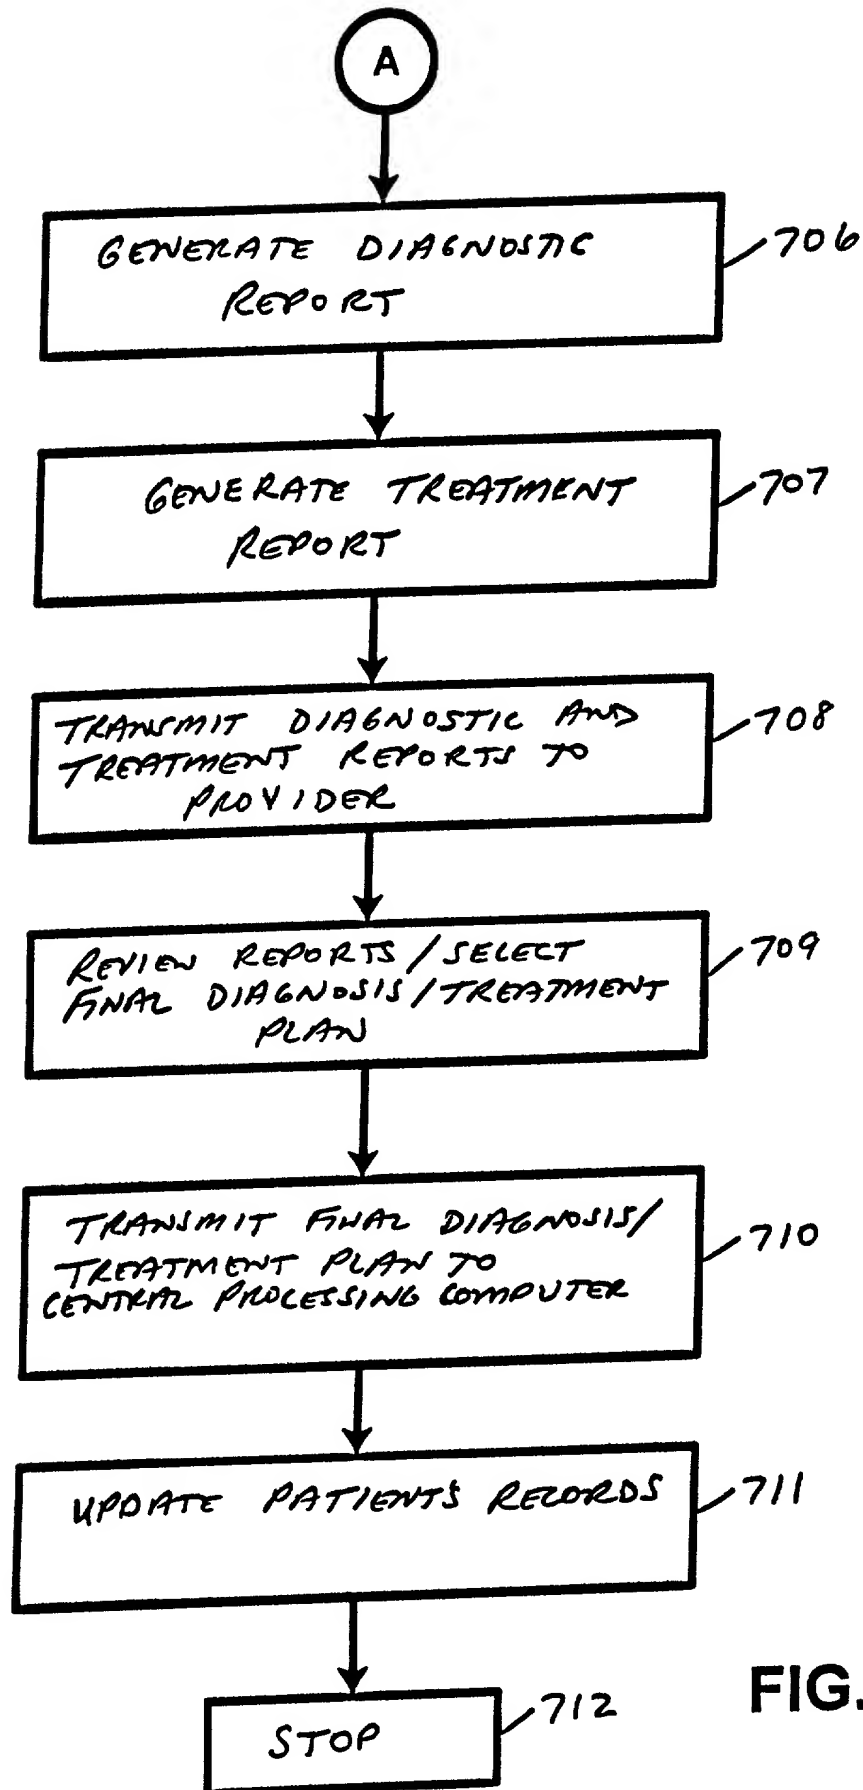 A
GENERATE DIAGNOSTIC
REPORT
706
GENERATE TREATMENT
REPORT
707
TRANSMIT DIAGNOSTIC AND
TREATMENT REPORTS TO
PROVIDER
708
REVIEW REPORTS/SELECT
FINAL DIAGNOSIS/TREATMENT
PLAN
709
TRANSMIT FINAL DIAGNOSIS/
TREATMENT PLAN TO
CENTRAL PROCESSING COMPUTER
710
UPDATE PATIENTS RECORDS
711
STOP
712
FIG.